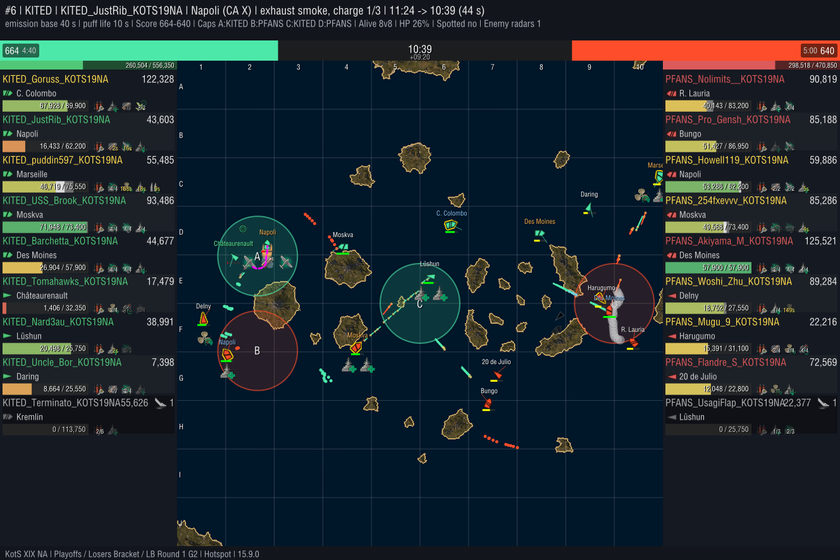 #6 | KITED | KITED_JustRib_KOTS19NA | Napoli (CA X) | exhaust smoke, charge 1/3 | 11:24 -> 10:39 (44 s)
emission base 40 s | puff life 10 s | Score 664-640 | Caps A:KITED B:PFANS C:KITED D:PFANS | Alive 8v8 | HP 26% | Spotted no | Enemy radars 1
664 4:40
10:39
+09:20
5:00 640
260,504 / 556,350
298,518 / 470,850
1 2 3 4 5 6 7 8 9 10
A
B
C
D
E
F
G
H
I
J
KITED_Goruss_KOTS19NA 122,328
C. Colombo
KITED_JustRib_KOTS19NA 43,603
Napoli
16,433 / 62,200
KITED_puddin597_KOTS19NA 55,485
Marseille
KITED_USS_Brook_KOTS19NA 93,486
Moskva
KITED_Barchetta_KOTS19NA 44,677
Des Moines
26,904 / 57,900
KITED_Tomahawks_KOTS19NA 17,479
Châteaurenault
1,406 / 32,350
KITED_Nard3au_KOTS19NA 38,991
Lüshun
KITED_Uncle_Bor_KOTS19NA 7,398
Daring
8,664 / 25,550
KITED_Terminato_KOTS19NA 55,626 1
Kremlin
0 / 113,750
PFANS_Nolimits__KOTS19NA 90,819
R. Lauria
PFANS_Pro_Gensh_KOTS19NA 85,188
Bungo
PFANS_Howell119_KOTS19NA 59,886
Napoli
PFANS_254fxevvv_KOTS19NA 85,286
Moskva
PFANS_Akiyama_M_KOTS19NA 125,521
Des Moines
PFANS_Woshi_Zhu_KOTS19NA 89,284
Delny
PFANS_Mugu_9_KOTS19NA 22,216
Harugumo
PFANS_Flandre_S_KOTS19NA 72,569
20 de Julio
12,048 / 22,800
PFANS_UsagiFlap_KOTS19NA 22,377 1
Lüshun
0 / 25,750
Daring
C. Colombo
Des Moines
Moskva
Napoli
Châteaurenault
A
Lüshun
C
Harugumo
R. Lauria
Delny
Napoli
B
20 de Julio
Bungo
KotS XIX NA | Playoffs / Losers Bracket / LB Round 1 G2 | Hotspot | 15.9.0